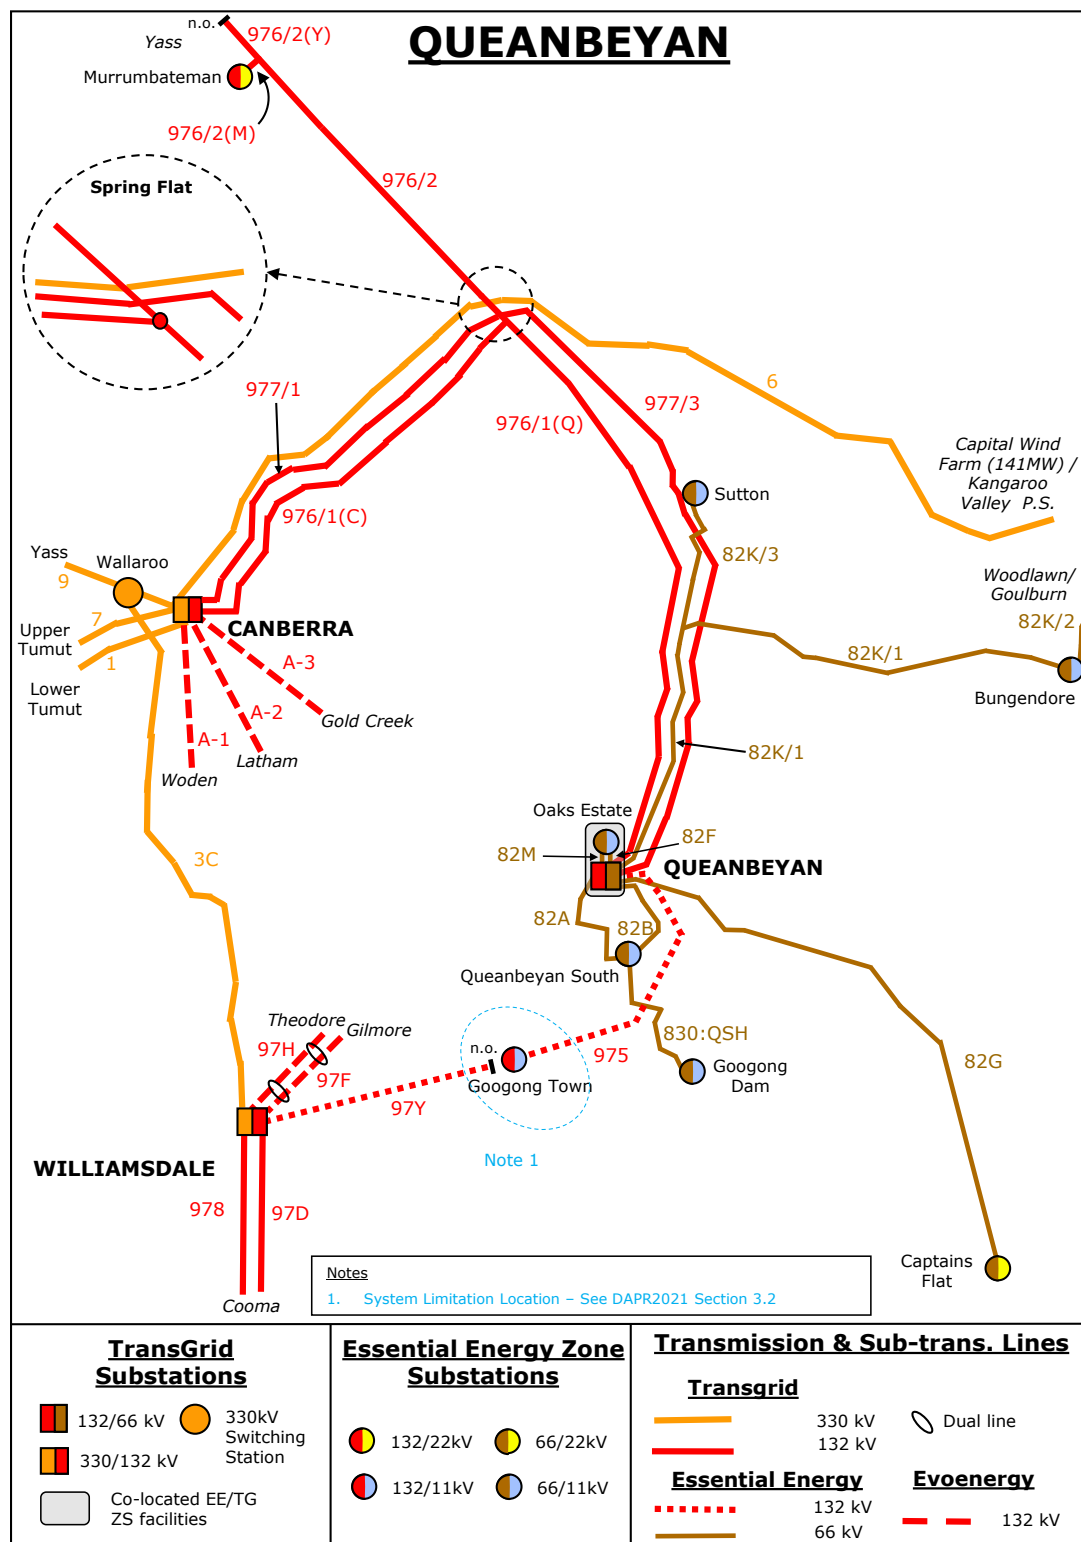 QUEANBEYAN
n.o.
976/2(Y)
Yass
Murrumbateman
976/2(M)
976/2
Spring Flat
977/1
976/1(C)
976/1(Q)
977/3
6
Capital Wind
Farm (141MW) /
Kangaroo
Valley P.S.
Sutton
82K/3
Yass
9
Wallaroo
7
Upper
Tumut
1
Lower
Tumut
CANBERRA
A-3
A-2
A-1
Gold Creek
Latham
Woden
Woodlawn/
Goulburn
82K/2
82K/1
Bungendore
82K/1
3C
Oaks Estate
82M
82F
QUEANBEYAN
82A
82B
Queanbeyan South
830:QSH
Googong
Dam
82G
Theodore
Gilmore
97H
97F
n.o.
Googong Town
975
97Y
Note 1
WILLIAMSDALE
978
97D
Cooma
Captains
Flat
Notes
1. System Limitation Location – See DAPR2021 Section 3.2
TransGrid
Substations
132/66 kV
330kV
Switching
Station
330/132 kV
Co-located EE/TG
ZS facilities
Essential Energy Zone
Substations
132/22kV
66/22kV
132/11kV
66/11kV
Transmission & Sub-trans. Lines
Transgrid
330 kV
132 kV
Dual line
Essential Energy
132 kV
66 kV
Evoenergy
132 kV